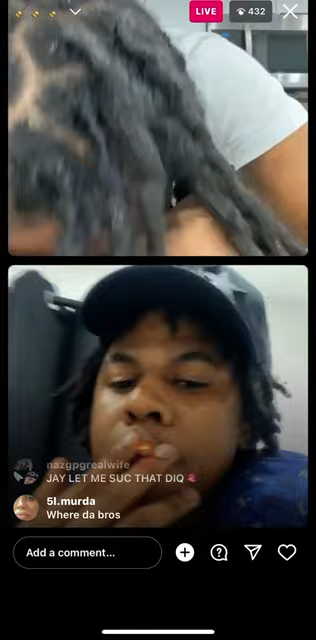 LIVE
432
nazgpgrealwife
JAY LET ME SUC THAT DIQ
5l.murda
Where da bros
Add a comment...